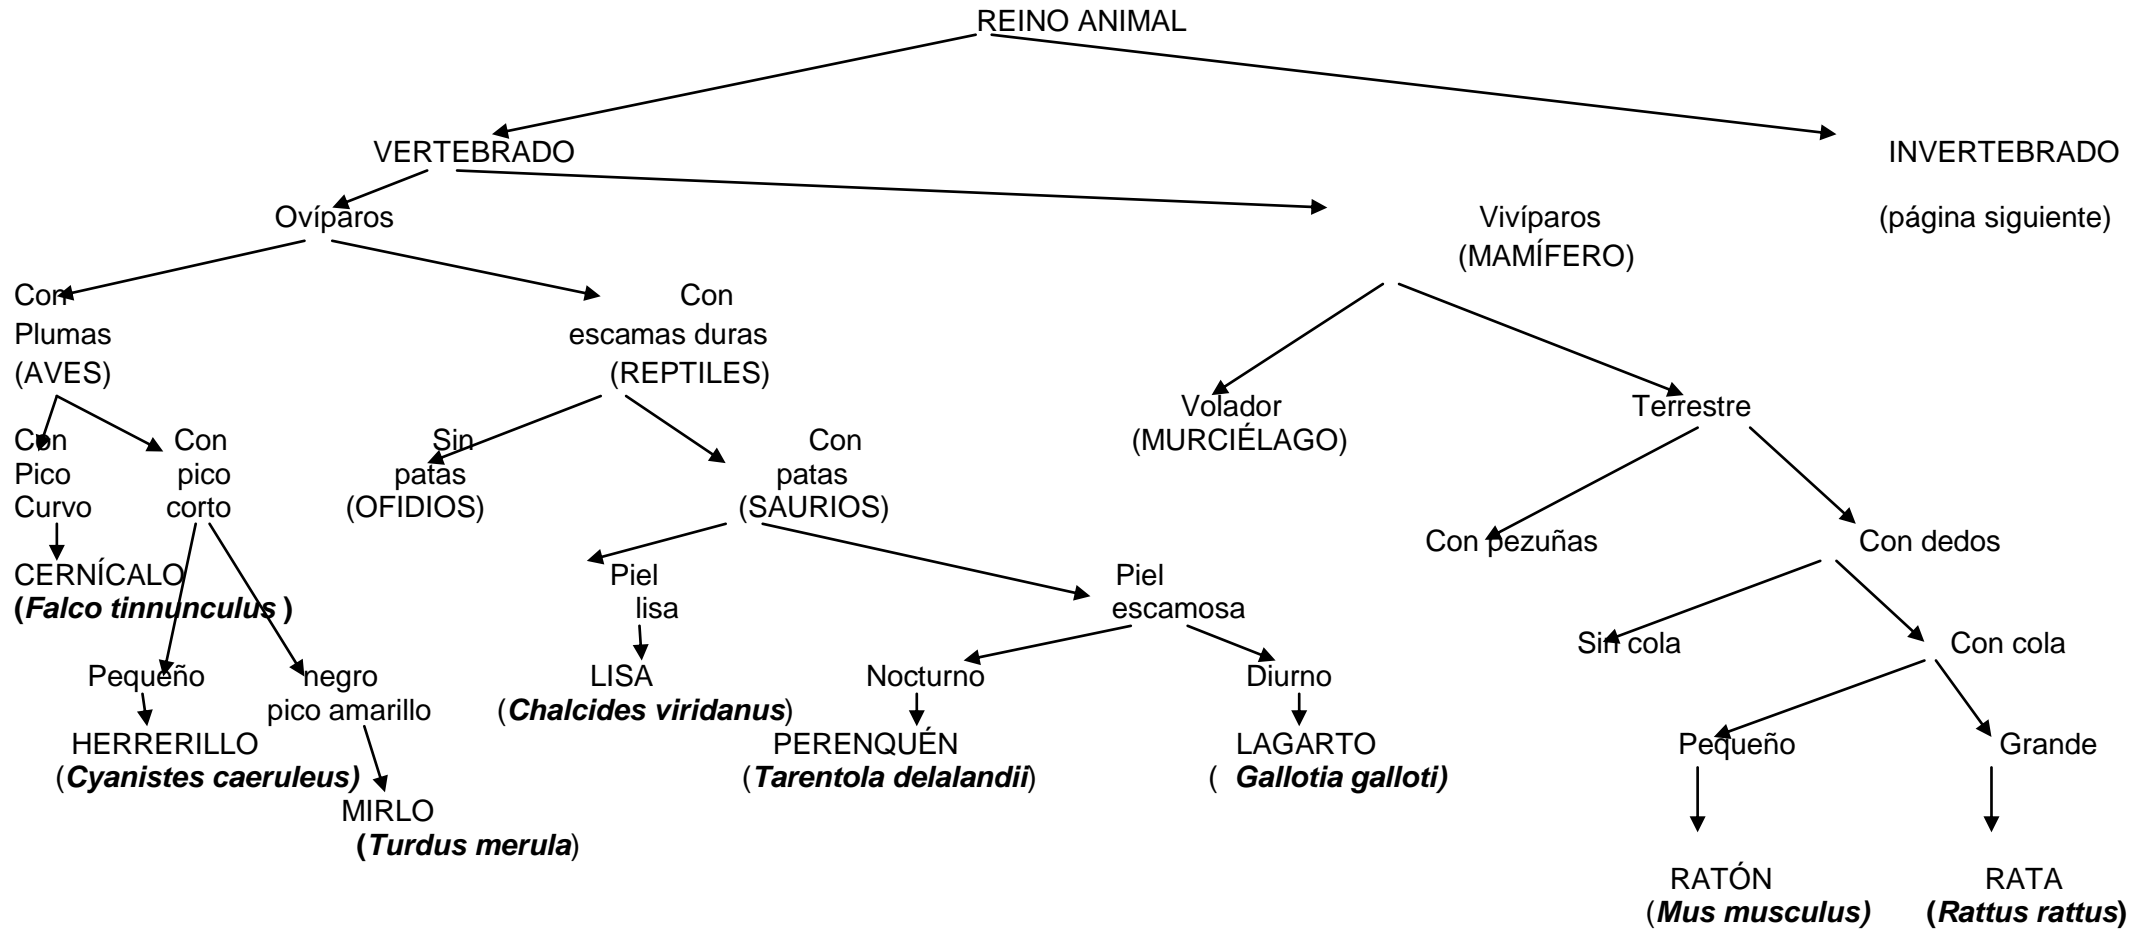 REINO ANIMAL
VERTEBRADO
INVERTEBRADO
Ovíparos
Vivíparos
(MAMÍFERO)
(página siguiente)
Con
Plumas
(AVES)
Con
escamas duras
(REPTILES)
Volador
(MURCIÉLAGO)
Terrestre
Con
Pico
Curvo
Con
pico
corto
Sin
patas
(OFIDIOS)
Con
patas
(SAURIOS)
Con pezuñas
Con dedos
CERNÍCALO
(Falco tinnunculus )
Piel
lisa
Piel
escamosa
Sin cola
Con cola
Pequeño
negro
pico amarillo
LISA
(Chalcides viridanus)
Nocturno
Diurno
HERRERILLO
(Cyanistes caeruleus)
PERENQUÉN
(Tarentola delalandii)
LAGARTO
( Gallotia galloti)
Pequeño
Grande
MIRLO
(Turdus merula)
RATÓN
(Mus musculus)
RATA
(Rattus rattus)